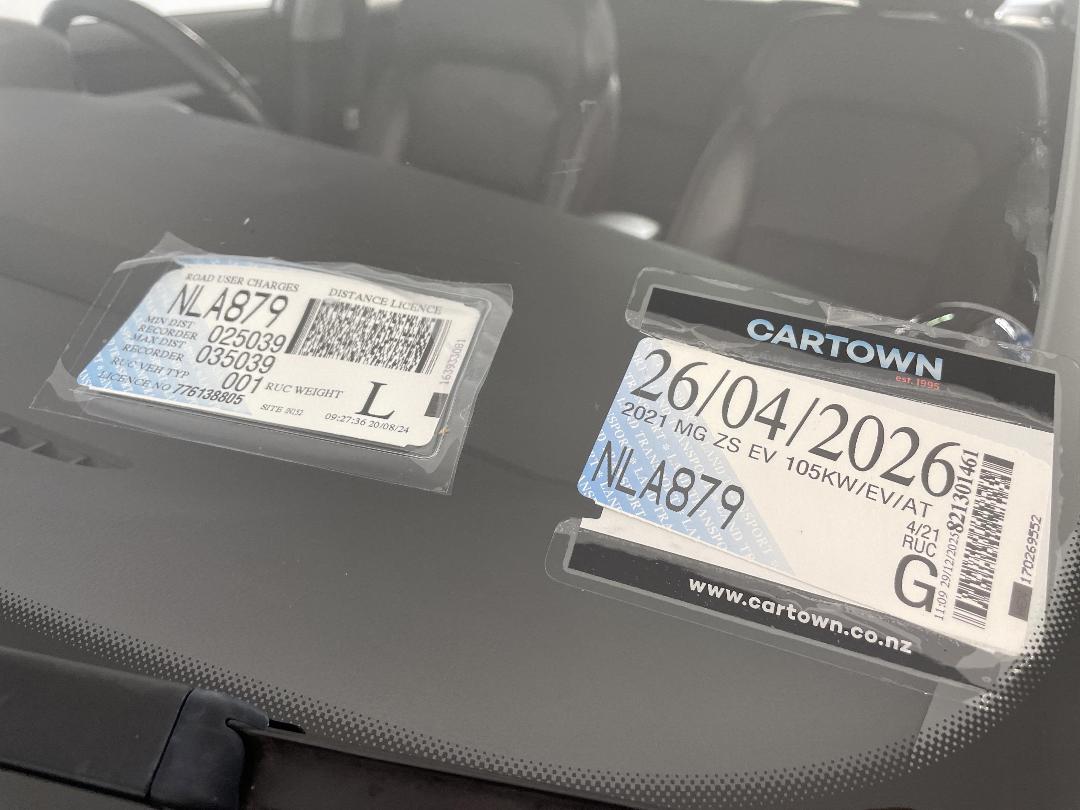 ROAD USER CHARGES
DISTANCE LICENCE
NLA879
MIN DIST
RECORDER 025039
MAX DIST
RECORDER 035039
RUC VEH TYP 001 RUC WEIGHT L
LICENCE NO 776138805
SITE 2032
09:27:36 20/08/24
163935081
CARTOWN
est. 1995
26/04/2026
2021 MG ZS EV 105KW/EV/AT
NLA879
4/21
RUC
G
11:09 29/12/2025
821301461
170269552
www.cartown.co.nz